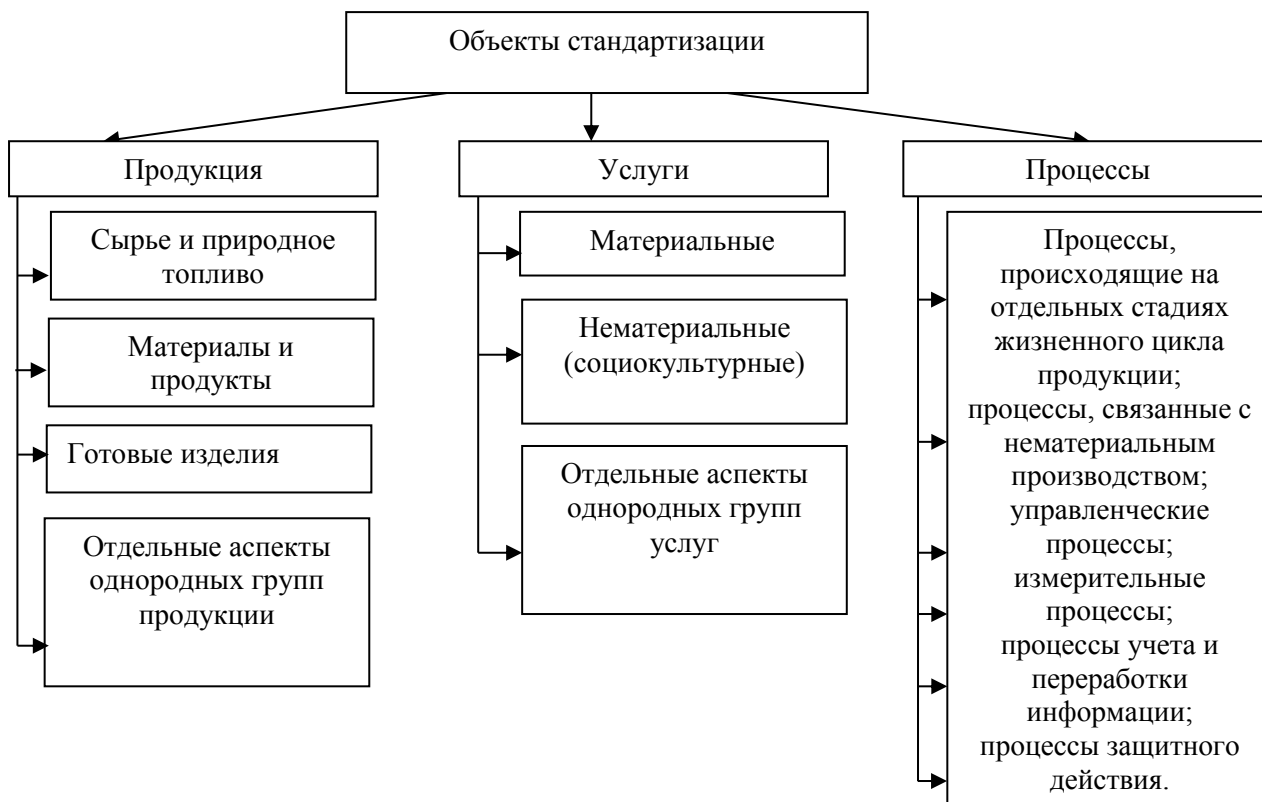 Объекты стандартизации
Продукция
Сырье и природное
топливо
Материалы и
продукты
Готовые изделия
Отдельные аспекты
однородных групп
продукции
Услуги
Материальные
Нематериальные
(социокультурные)
Отдельные аспекты
однородных групп
услуг
Процессы
Процессы,
происходящие на
отдельных стадиях
жизненного цикла
продукции;
процессы, связанные с
нематериальным
производством;
управленческие
процессы;
измерительные
процессы;
процессы учета и
переработки
информации;
процессы защитного
действия.